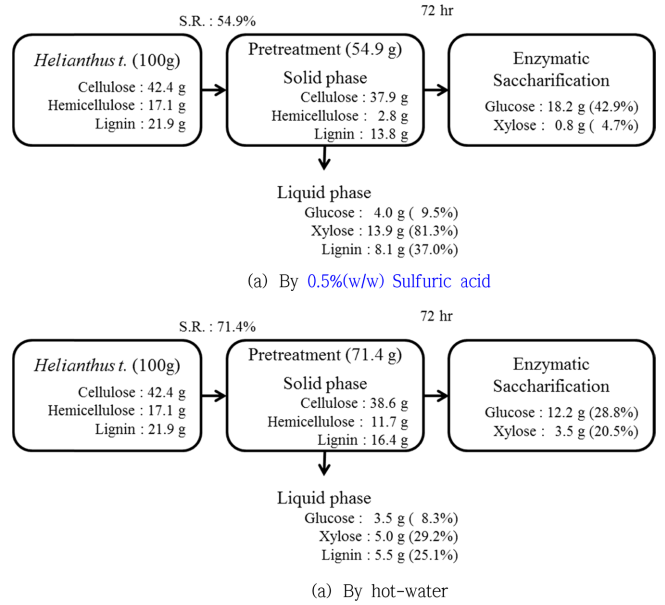 S.R. : 54.9%
72 hr
Helianthus t. (100g)
Cellulose : 42.4 g
Hemicellulose : 17.1 g
Lignin : 21.9 g
Pretreatment (54.9 g)
Solid phase
Cellulose : 37.9 g
Hemicellulose : 2.8 g
Lignin : 13.8 g
Enzymatic
Saccharification
Glucose : 18.2 g (42.9%)
Xylose : 0.8 g ( 4.7%)
Liquid phase
Glucose : 4.0 g ( 9.5%)
Xylose : 13.9 g (81.3%)
Lignin : 8.1 g (37.0%)
(a) By 0.5%(w/w) Sulfuric acid
S.R. : 71.4%
72 hr
Helianthus t. (100g)
Cellulose : 42.4 g
Hemicellulose : 17.1 g
Lignin : 21.9 g
Pretreatment (71.4 g)
Solid phase
Cellulose : 38.6 g
Hemicellulose : 11.7 g
Lignin : 16.4 g
Enzymatic
Saccharification
Glucose : 12.2 g (28.8%)
Xylose : 3.5 g (20.5%)
Liquid phase
Glucose : 3.5 g ( 8.3%)
Xylose : 5.0 g (29.2%)
Lignin : 5.5 g (25.1%)
(a) By hot-water